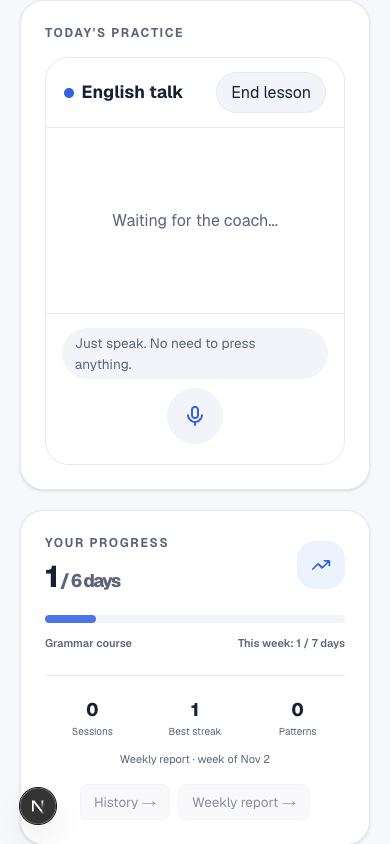 TODAY'S PRACTICE
English talk
End lesson
Waiting for the coach...
Just speak. No need to press
anything.
YOUR PROGRESS
1 / 6 days
Grammar course
This week: 1 / 7 days
0
1
0
Sessions
Best streak
Patterns
Weekly report · week of Nov 2
N
History →
Weekly report →